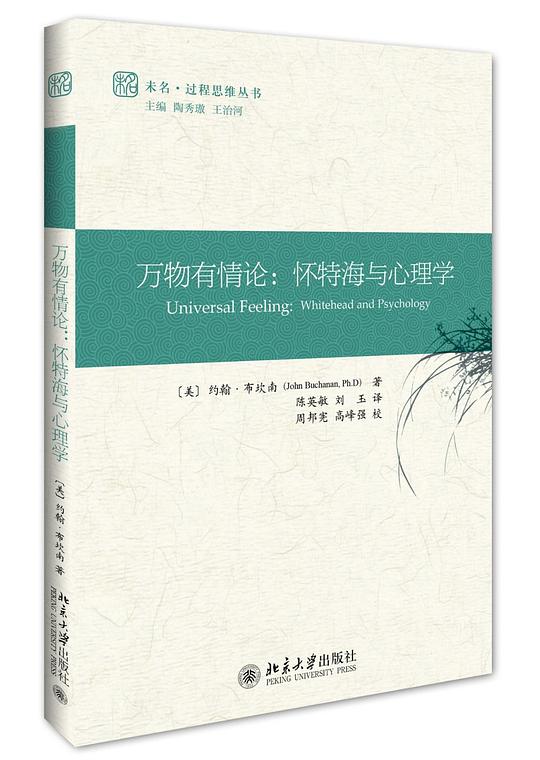 未名
未名·过程思维丛书
主编 陶秀璈 王治河
万物有情论：怀特海与心理学
Universal Feeling: Whitehead and Psychology
〔美〕约翰·布坎南 (John Buchanan, Ph.D) 著
陈英敏 刘 玉 译
周邦宪 高峰强 校
北京大学出版社
PEKING UNIVERSITY PRESS
未名
万物有情论：怀特海与心理学
〔美〕约翰·布坎南 著
北京大学出版社
PEKING UNIVERSITY PRESS